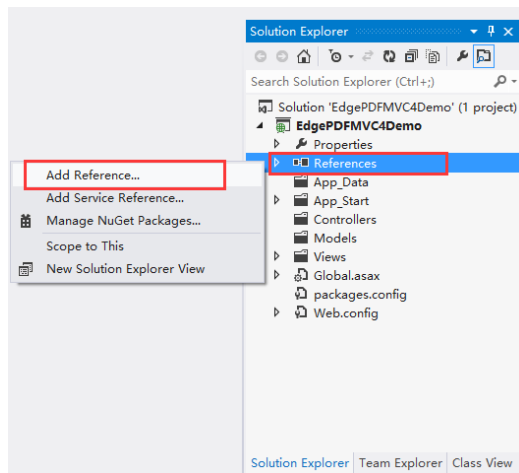 Solution Explorer
Search Solution Explorer (Ctrl+;)
Solution 'EdgePDFMVC4Demo' (1 project)
EdgePDFMVC4Demo
Properties
References
App_Data
App_Start
Controllers
Models
Views
Global.asax
packages.config
Web.config
Add Reference...
Add Service Reference...
Manage NuGet Packages...
Scope to This
New Solution Explorer View
Solution Explorer Team Explorer Class View